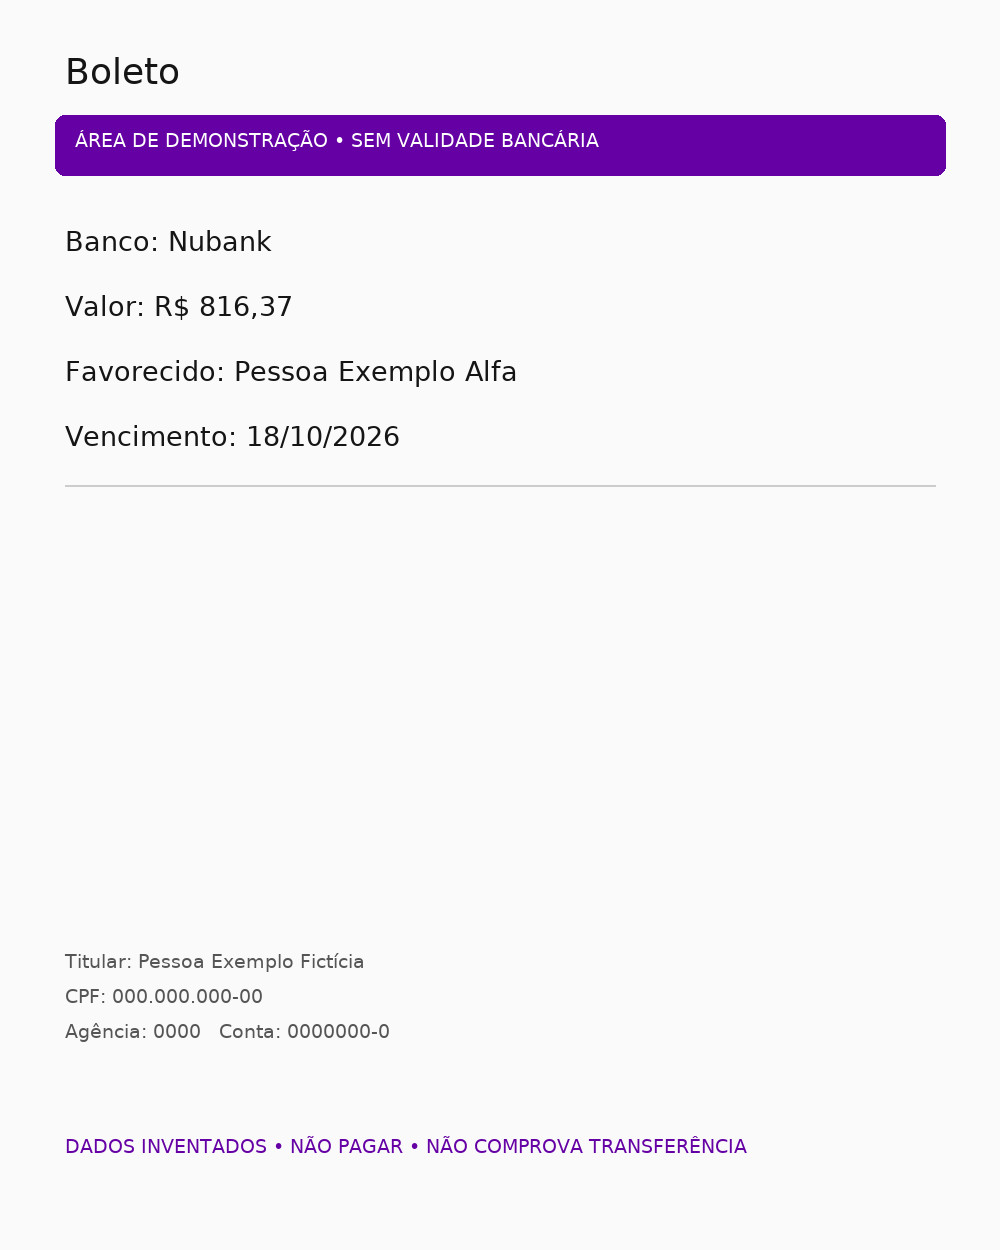 Boleto
ÁREA DE DEMONSTRAÇÃO • SEM VALIDADE BANCÁRIA
Banco: Nubank
Valor: R$ 816,37
Favorecido: Pessoa Exemplo Alfa
Vencimento: 18/10/2026
Titular: Pessoa Exemplo Fictícia
CPF: 000.000.000-00
Agência: 0000   Conta: 0000000-0
DADOS INVENTADOS • NÃO PAGAR • NÃO COMPROVA TRANSFERÊNCIA